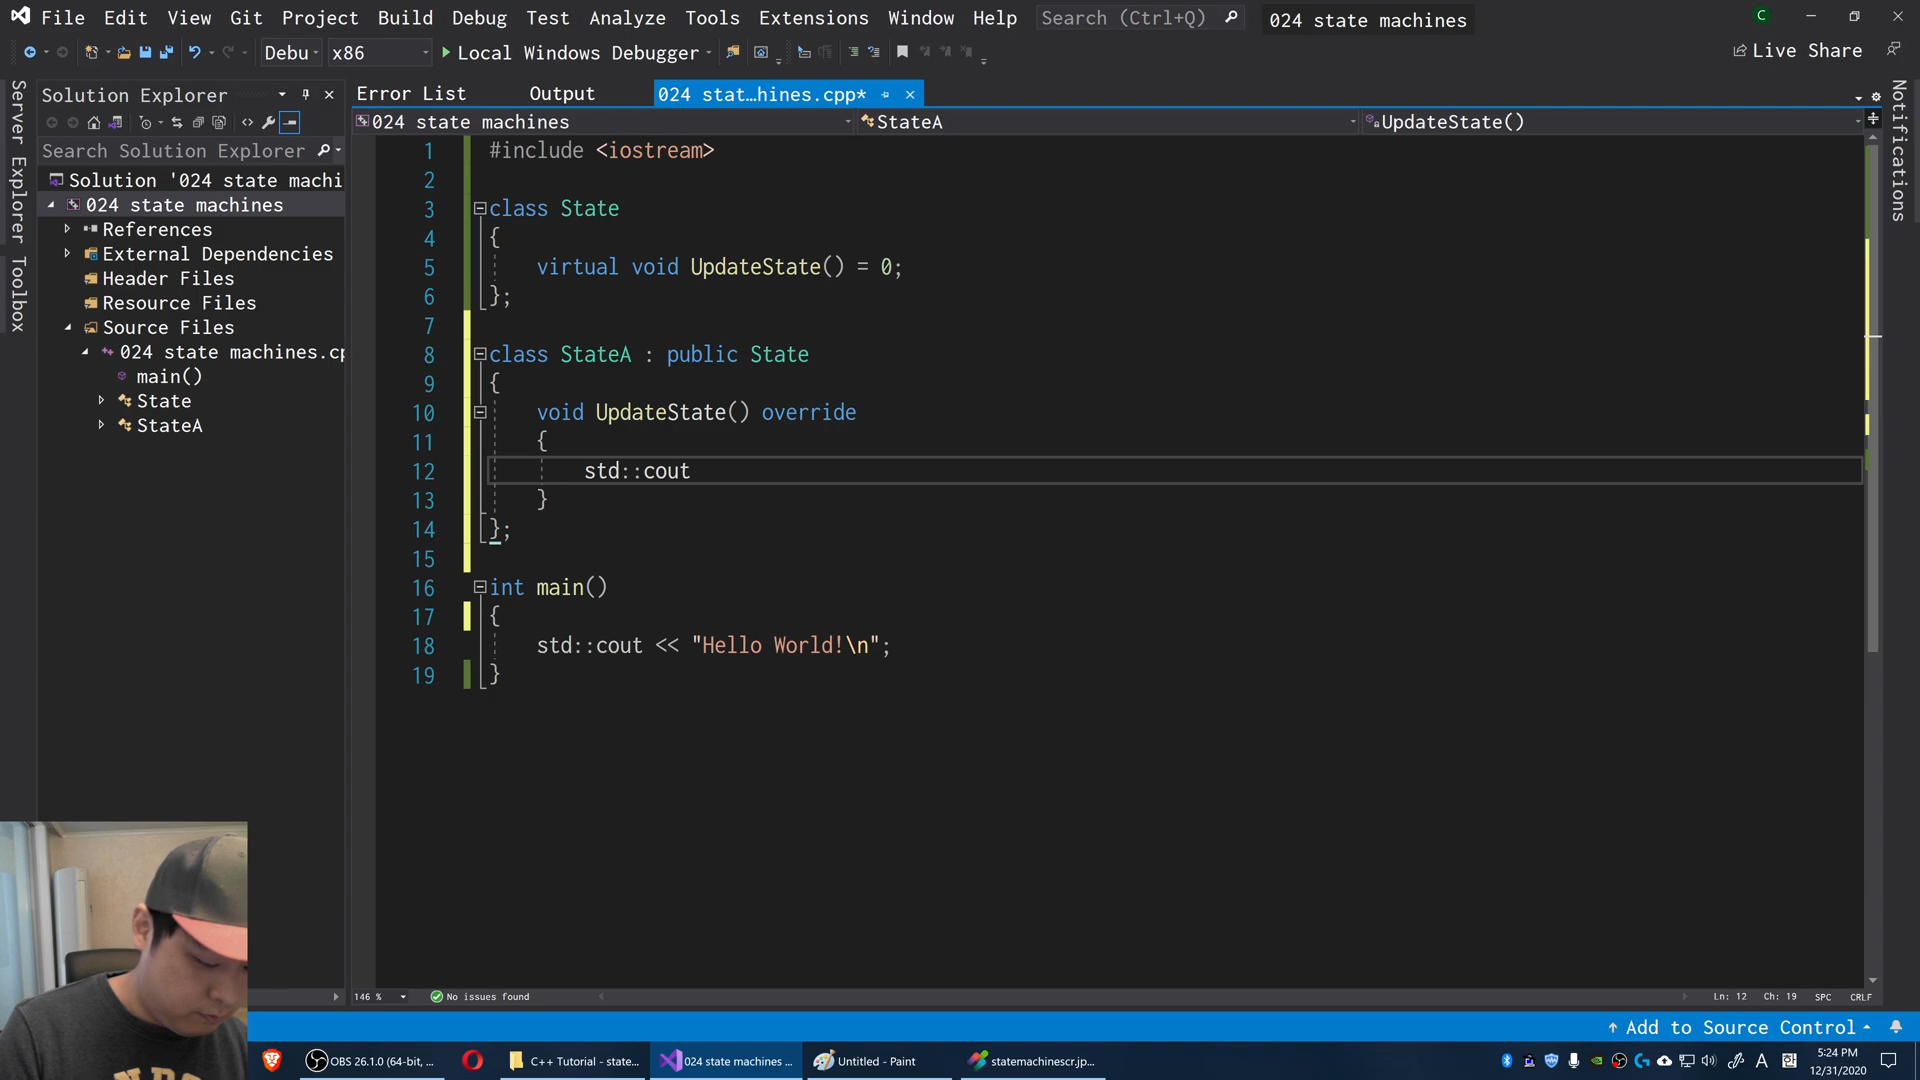 File Edit View Git Project Build Debug Test Analyze Tools Extensions Window Help Search (Ctrl+Q) 024 state machines C
Debu x86 Local Windows Debugger Live Share
Server Explorer
Toolbox
Notifications
Solution Explorer
Search Solution Explorer
Solution '024 state machi
024 state machines
References
External Dependencies
Header Files
Resource Files
Source Files
024 state machines.cp
main()
State
StateA
Error List Output 024 stat…hines.cpp*
024 state machines StateA UpdateState()
1 #include <iostream>
2
3 class State
4 {
5 virtual void UpdateState() = 0;
6 };
7
8 class StateA : public State
9 {
10 void UpdateState() override
11 {
12 std::cout
13 }
14 };
15
16 int main()
17 {
18 std::cout << "Hello World!\n";
19 }
146 % No issues found Ln: 12 Ch: 19 SPC CRLF
Add to Source Control
OBS 26.1.0 (64-bit, ... C++ Tutorial - state... 024 state machines ... Untitled - Paint statemachinescr.jp...
A 5:24 PM
12/31/2020